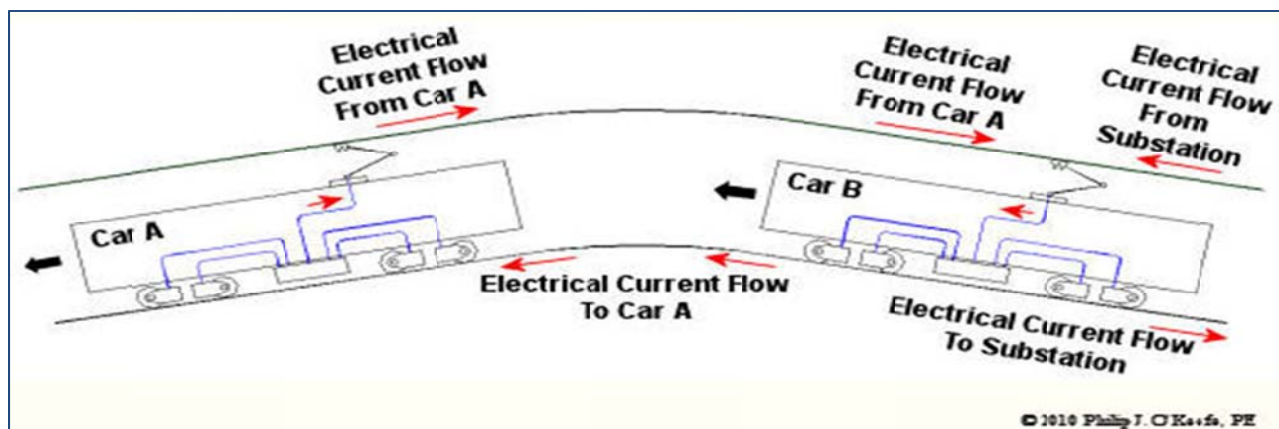 Electrical
Current Flow
From Car A
Electrical
Current Flow
From Car A
Electrical
Current Flow
From
Substation
Car A
Car B
Electrical Current Flow
To Car A
Electrical Current Flow
To Substation
© 2010 Philip J. O'Keefe, PE